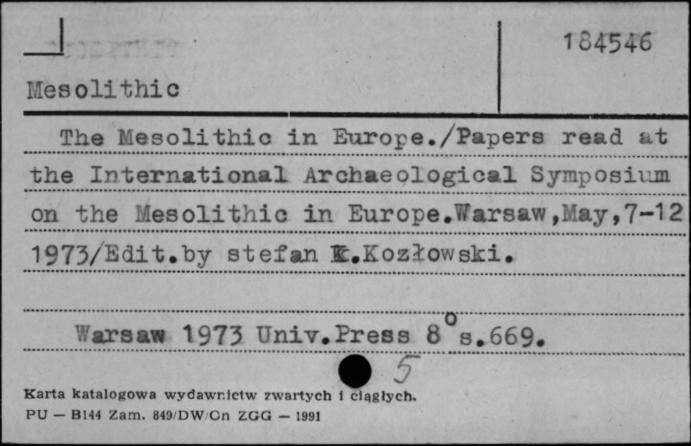 184546
Mesolithic
The Mesolithic in Europe./Papers read at
the International Archaeological Symposium
on the Mesolithic in Europe.Warsaw,May,7-12
1973/Edit.by stefan K.Kozłowski.
Warsaw 1973 Univ.Press 8° s.669.
5
Karta katalogowa wydawnictw zwartych i ciągłych.
PU — B144 Zam. 849/DW/Gn ZGG — 1991